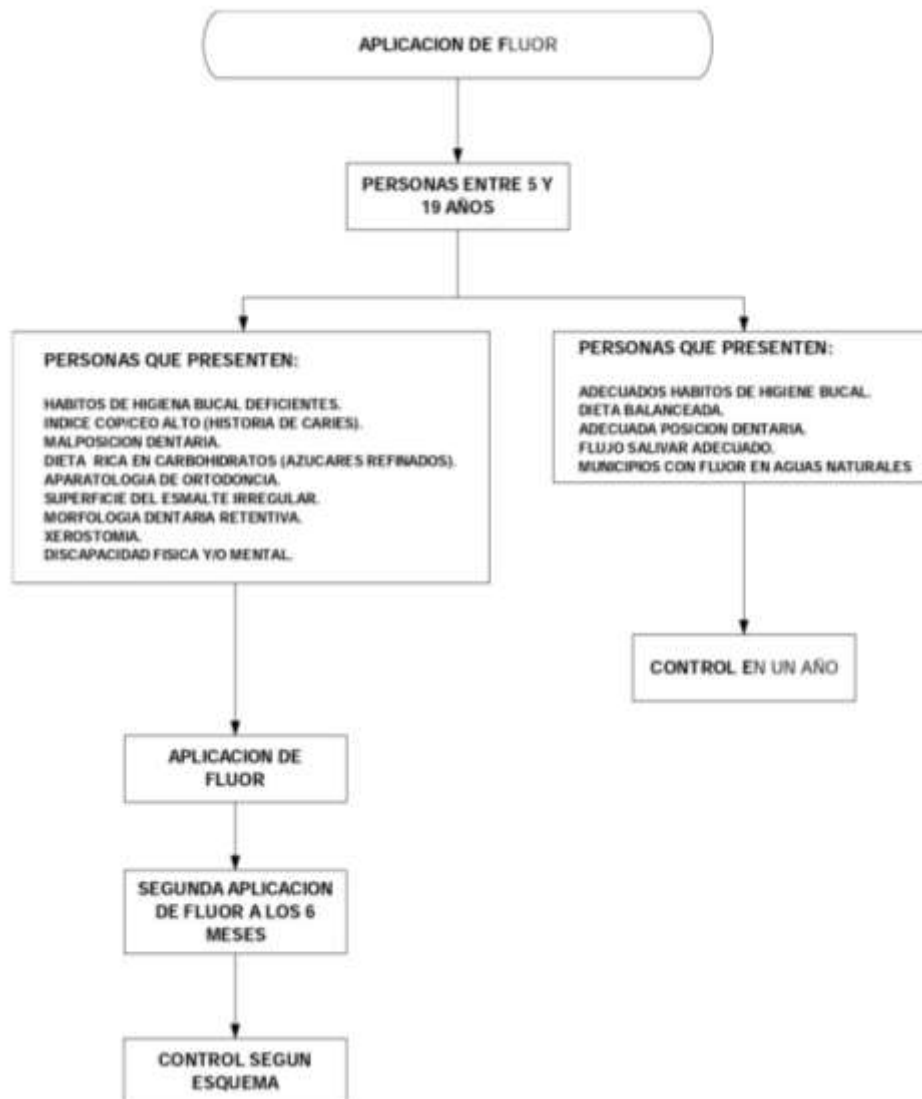 APLICACION DE FLUOR
PERSONAS ENTRE 5 Y
19 AÑOS
PERSONAS QUE PRESENTEN:
HABITOS DE HIGIENA BUCAL DEFICIENTES.
INDICE COP/CEO ALTO (HISTORIA DE CARIES).
MALPOSICION DENTARIA.
DIETA RICA EN CARBOHIDRATOS (AZUCARES REFINADOS).
APARATOLOGIA DE ORTODONCIA.
SUPERFICIE DEL ESMALTE IRREGULAR.
MORFOLOGIA DENTARIA RETENTIVA.
XEROSTOMIA.
DISCAPACIDAD FISICA Y/O MENTAL.
PERSONAS QUE PRESENTEN:
ADECUADOS HABITOS DE HIGIENE BUCAL.
DIETA BALANCEADA.
ADECUADA POSICION DENTARIA.
FLUJO SALIVAR ADECUADO.
MUNICIPIOS CON FLUOR EN AGUAS NATURALES
CONTROL EN UN AÑO
APLICACION DE
FLUOR
SEGUNDA APLICACION
DE FLUOR A LOS 6
MESES
CONTROL SEGUN
ESQUEMA